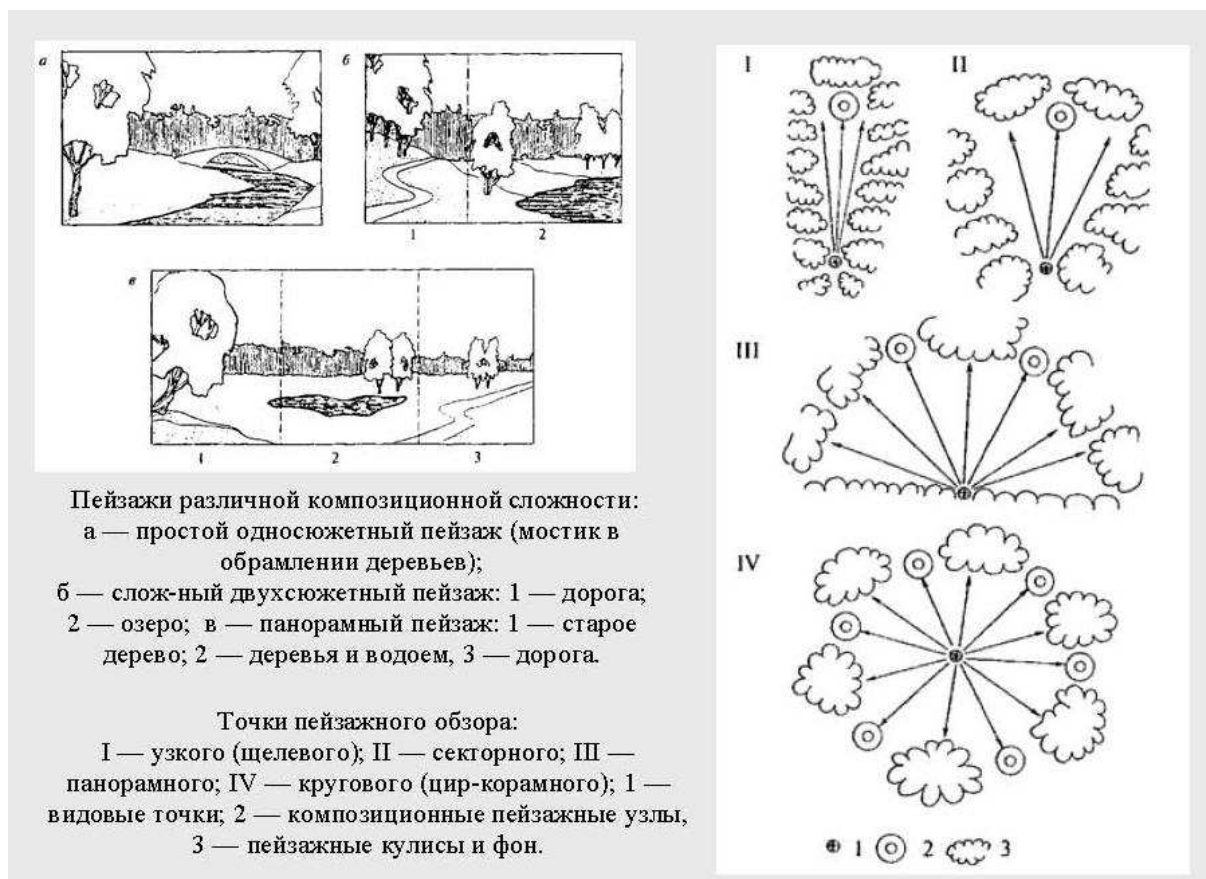 а
б
1 2
в
1 2 3
Пейзажи различной композиционной сложности:
а — простой односюжетный пейзаж (мостик в
обрамлении деревьев);
б — слож-ный двухсюжетный пейзаж: 1 — дорога;
2 — озеро; в — панорамный пейзаж: 1 — старое
дерево; 2 — деревья и водоем, 3 — дорога.
Точки пейзажного обзора:
I — узкого (щелевого); II — секторного; III —
панорамного; IV — кругового (цир-корамного); 1 —
видовые точки; 2 — композиционные пейзажные узлы,
3 — пейзажные кулисы и фон.
I II
III
IV
1 2 3